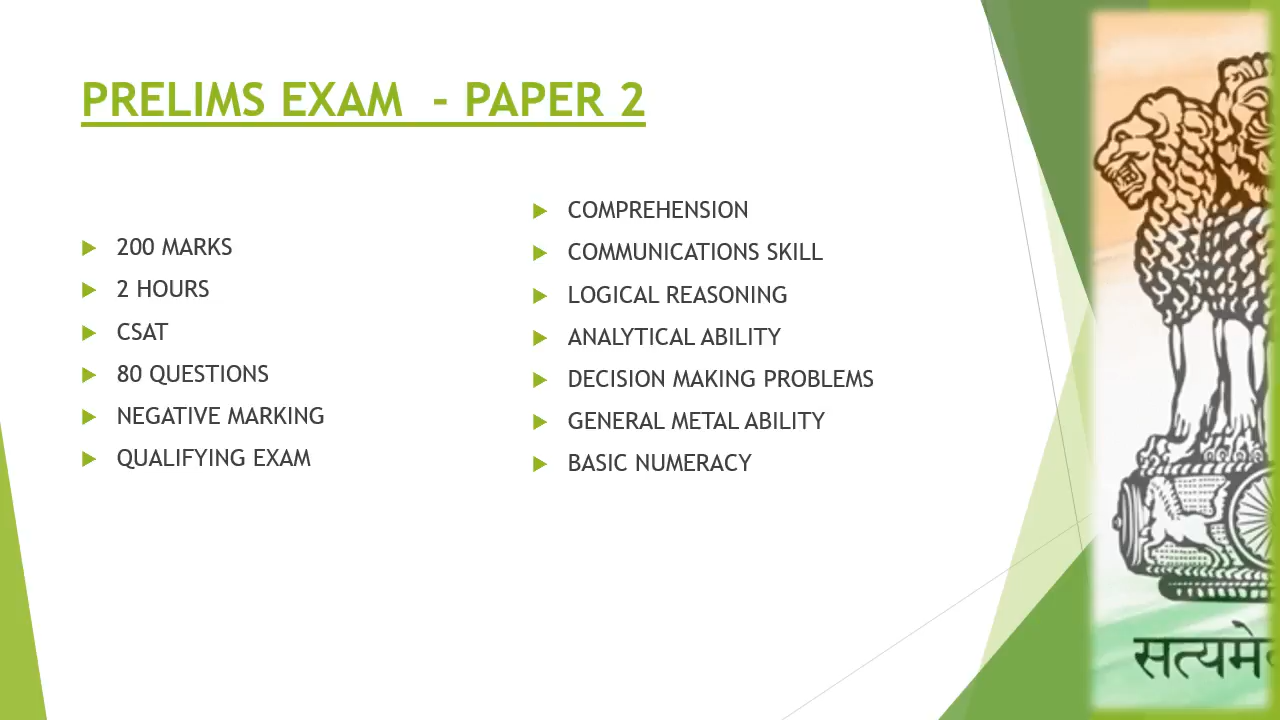 PRELIMS EXAM - PAPER 2
200 MARKS
2 HOURS
CSAT
80 QUESTIONS
NEGATIVE MARKING
QUALIFYING EXAM
COMPREHENSION
COMMUNICATIONS SKILL
LOGICAL REASONING
ANALYTICAL ABILITY
DECISION MAKING PROBLEMS
GENERAL METAL ABILITY
BASIC NUMERACY